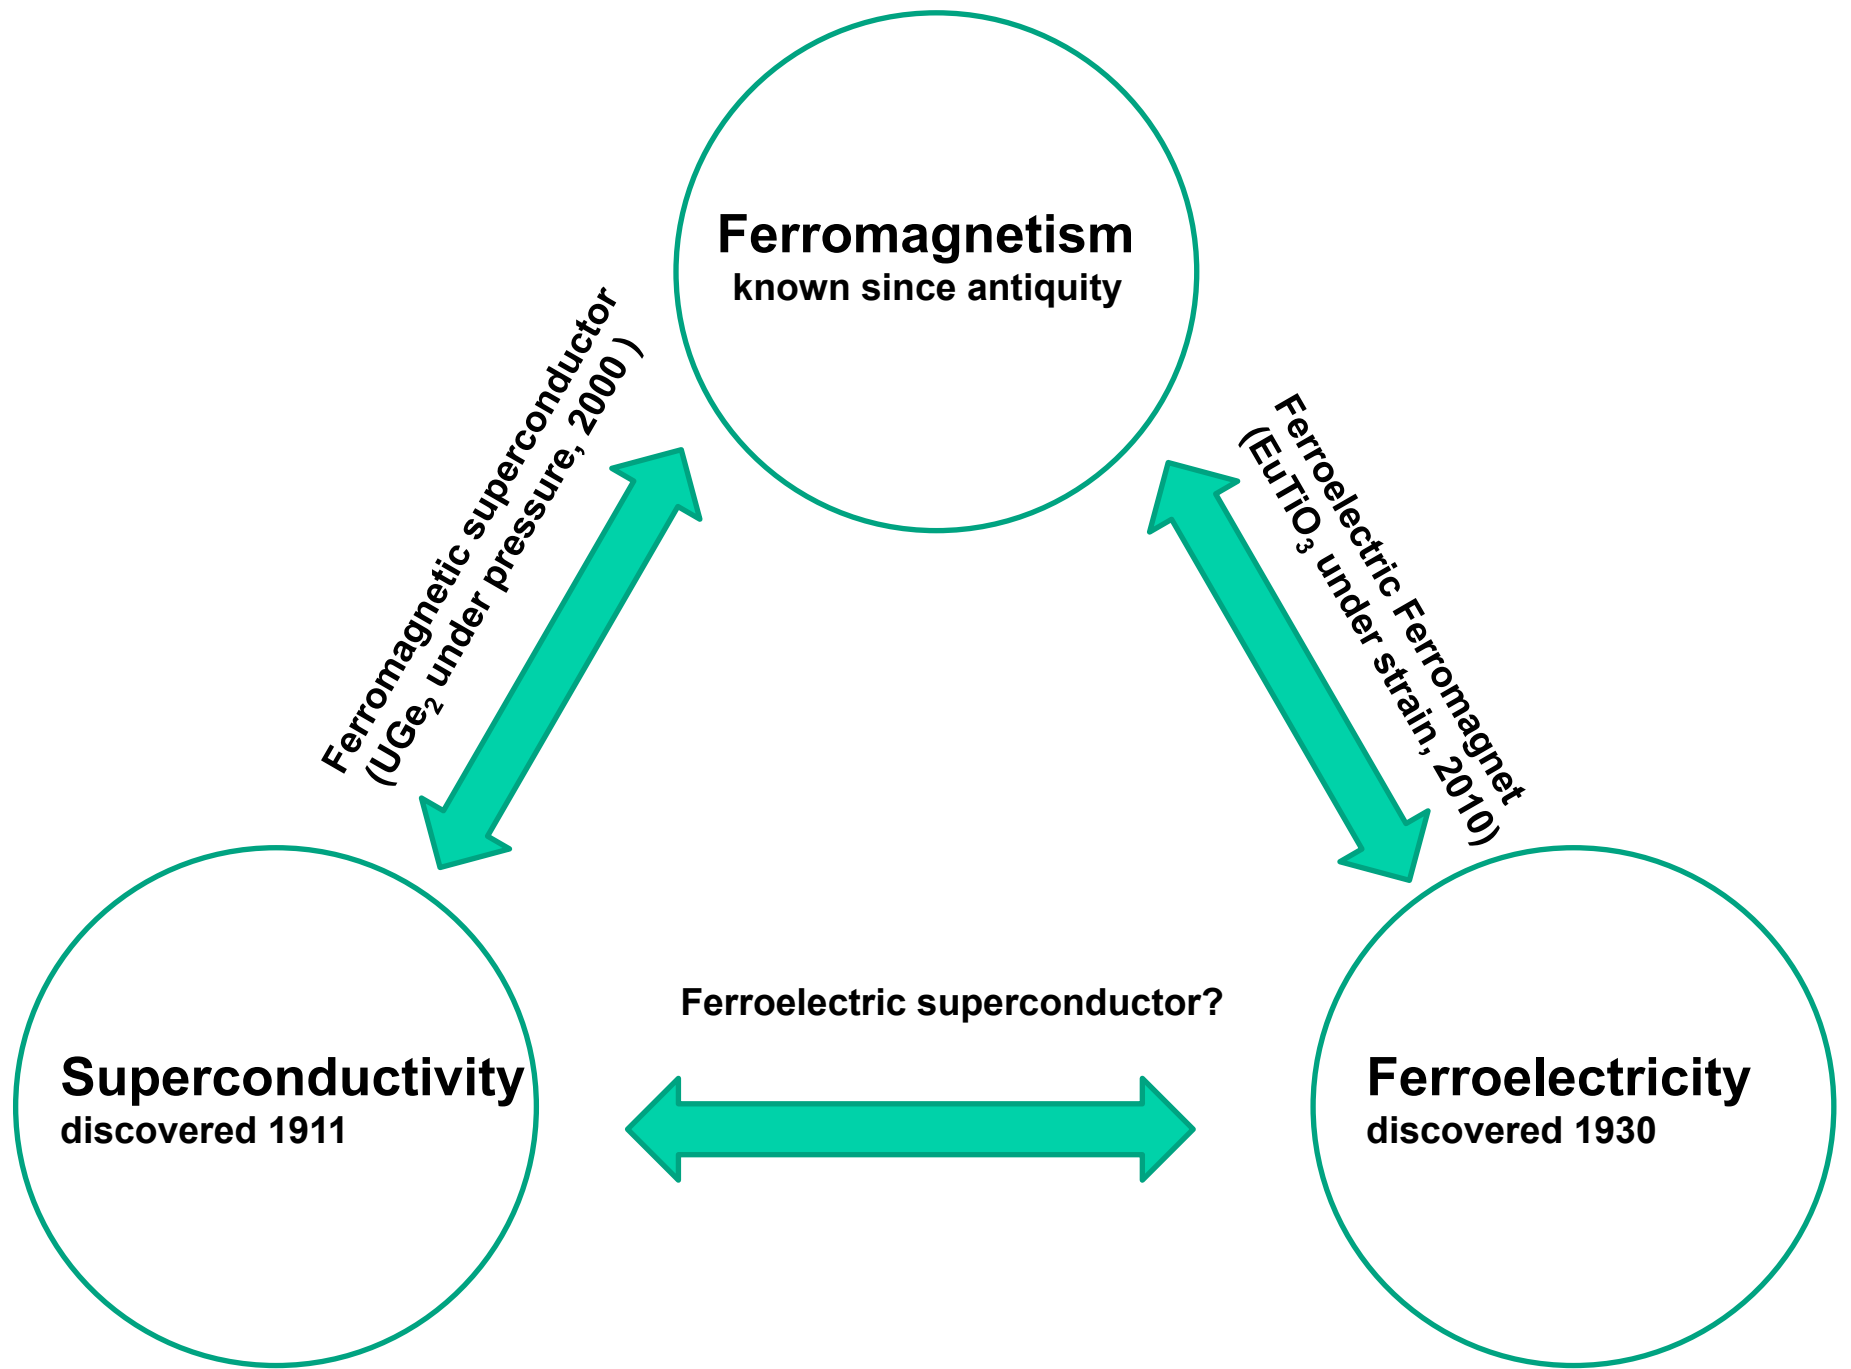 Ferromagnetism
known since antiquity
Ferromagnetic superconductor
(UGe₂ under pressure, 2000 )
Ferroelectric Ferromagnet
(EuTiO₃ under strain, 2010)
Ferroelectric superconductor?
Superconductivity
discovered 1911
Ferroelectricity
discovered 1930